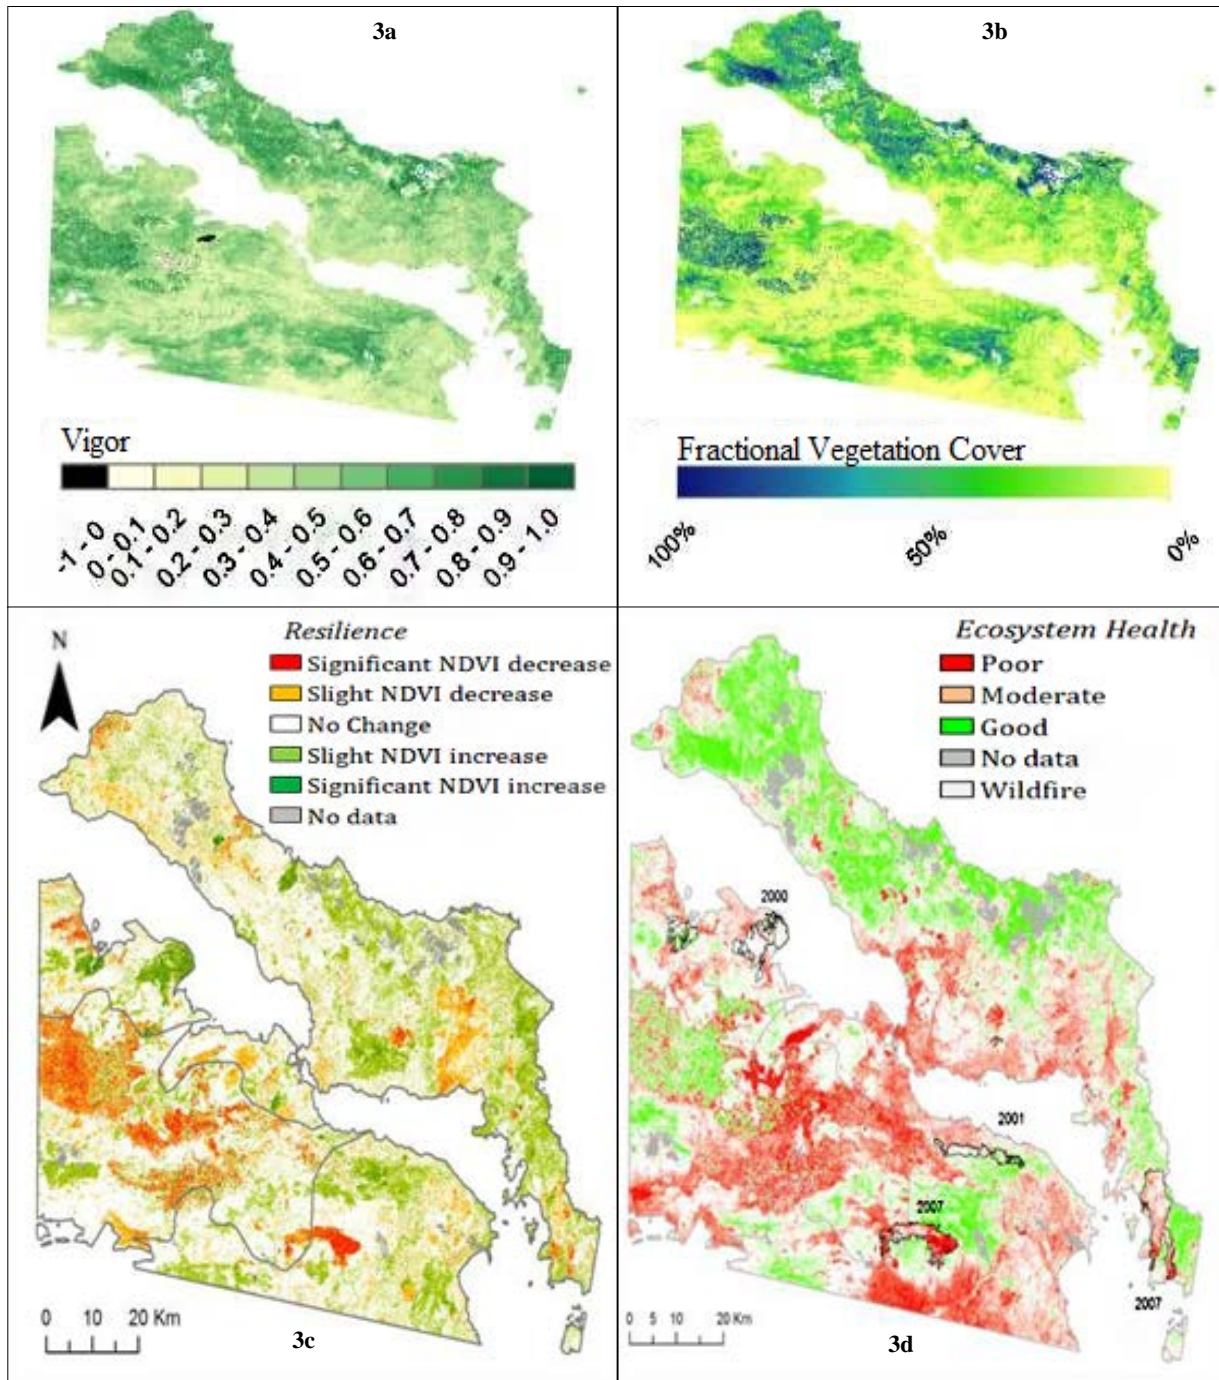 3a
Vigor
-1 - 0
0 - 0.1
0.1 - 0.2
0.2 - 0.3
0.3 - 0.4
0.4 - 0.5
0.5 - 0.6
0.6 - 0.7
0.7 - 0.8
0.8 - 0.9
0.9 - 1.0
3b
Fractional Vegetation Cover
100%
50%
0%
N
Resilience
Significant NDVI decrease
Slight NDVI decrease
No Change
Slight NDVI increase
Significant NDVI increase
No data
0 10 20 Km
3c
Ecosystem Health
Poor
Moderate
Good
No data
Wildfire
2000
2001
2007
2007
0 5 10 20 Km
3d